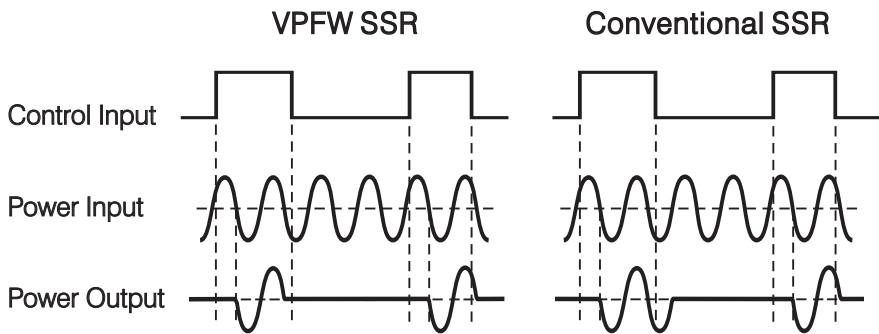 VPFW SSR
Conventional SSR
Control Input
Power Input
Power Output